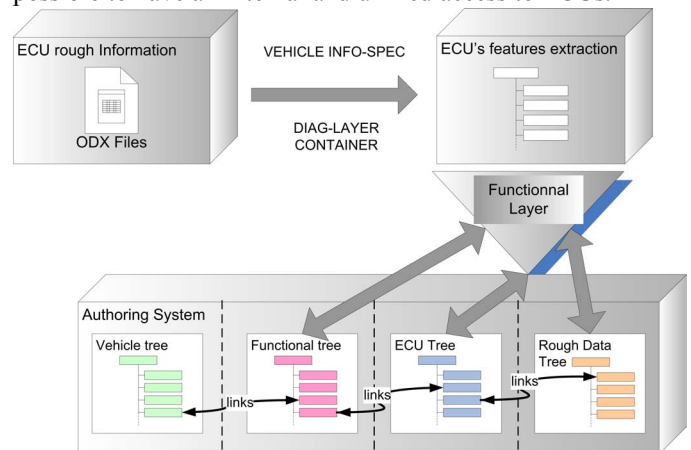 ECU rough Information
ODX Files
VEHICLE INFO-SPEC
DIAG-LAYER
CONTAINER
ECU's features extraction
Functionnal
Layer
Authoring System
Vehicle tree
Functional tree
ECU Tree
Rough Data
Tree
links
links
links